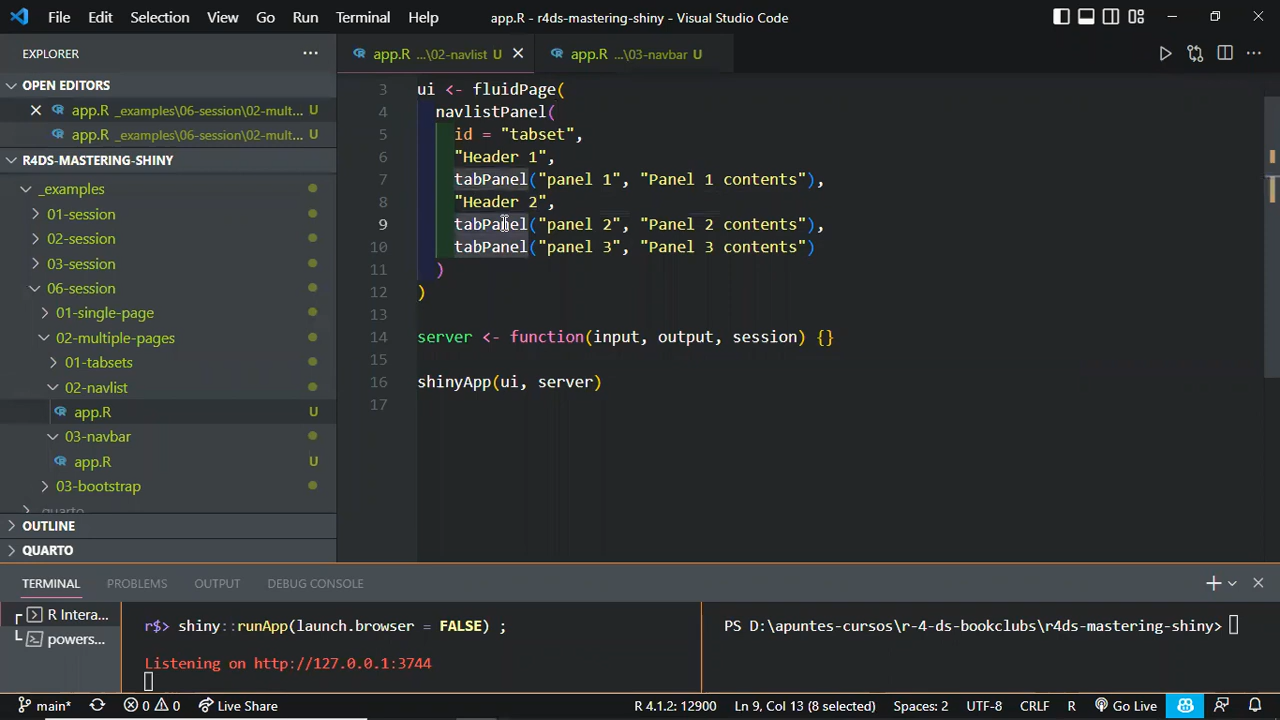 File Edit Selection View Go Run Terminal Help
app.R - r4ds-mastering-shiny - Visual Studio Code
EXPLORER
app.R ...\02-navlist U
app.R ...\03-navbar U
OPEN EDITORS
app.R _examples\06-session\02-mult... U
app.R _examples\06-session\02-mult... U
R4DS-MASTERING-SHINY
_examples
01-session
02-session
03-session
06-session
01-single-page
02-multiple-pages
01-tabsets
02-navlist
app.R U
03-navbar
app.R U
03-bootstrap
quarto
OUTLINE
QUARTO
3 ui <- fluidPage(
4 navlistPanel(
5 id = "tabset",
6 "Header 1",
7 tabPanel("panel 1", "Panel 1 contents"),
8 "Header 2",
9 tabPanel("panel 2", "Panel 2 contents"),
10 tabPanel("panel 3", "Panel 3 contents")
11 )
12 )
13
14 server <- function(input, output, session) {}
15
16 shinyApp(ui, server)
17
TERMINAL PROBLEMS OUTPUT DEBUG CONSOLE
R Intera...
powers...
r$> shiny::runApp(launch.browser = FALSE) ;
Listening on http://127.0.0.1:3744
PS D:\apuntes-cursos\r-4-ds-bookclubs\r4ds-mastering-shiny>
main* 0 0 Live Share
R 4.1.2: 12900 Ln 9, Col 13 (8 selected) Spaces: 2 UTF-8 CRLF R Go Live